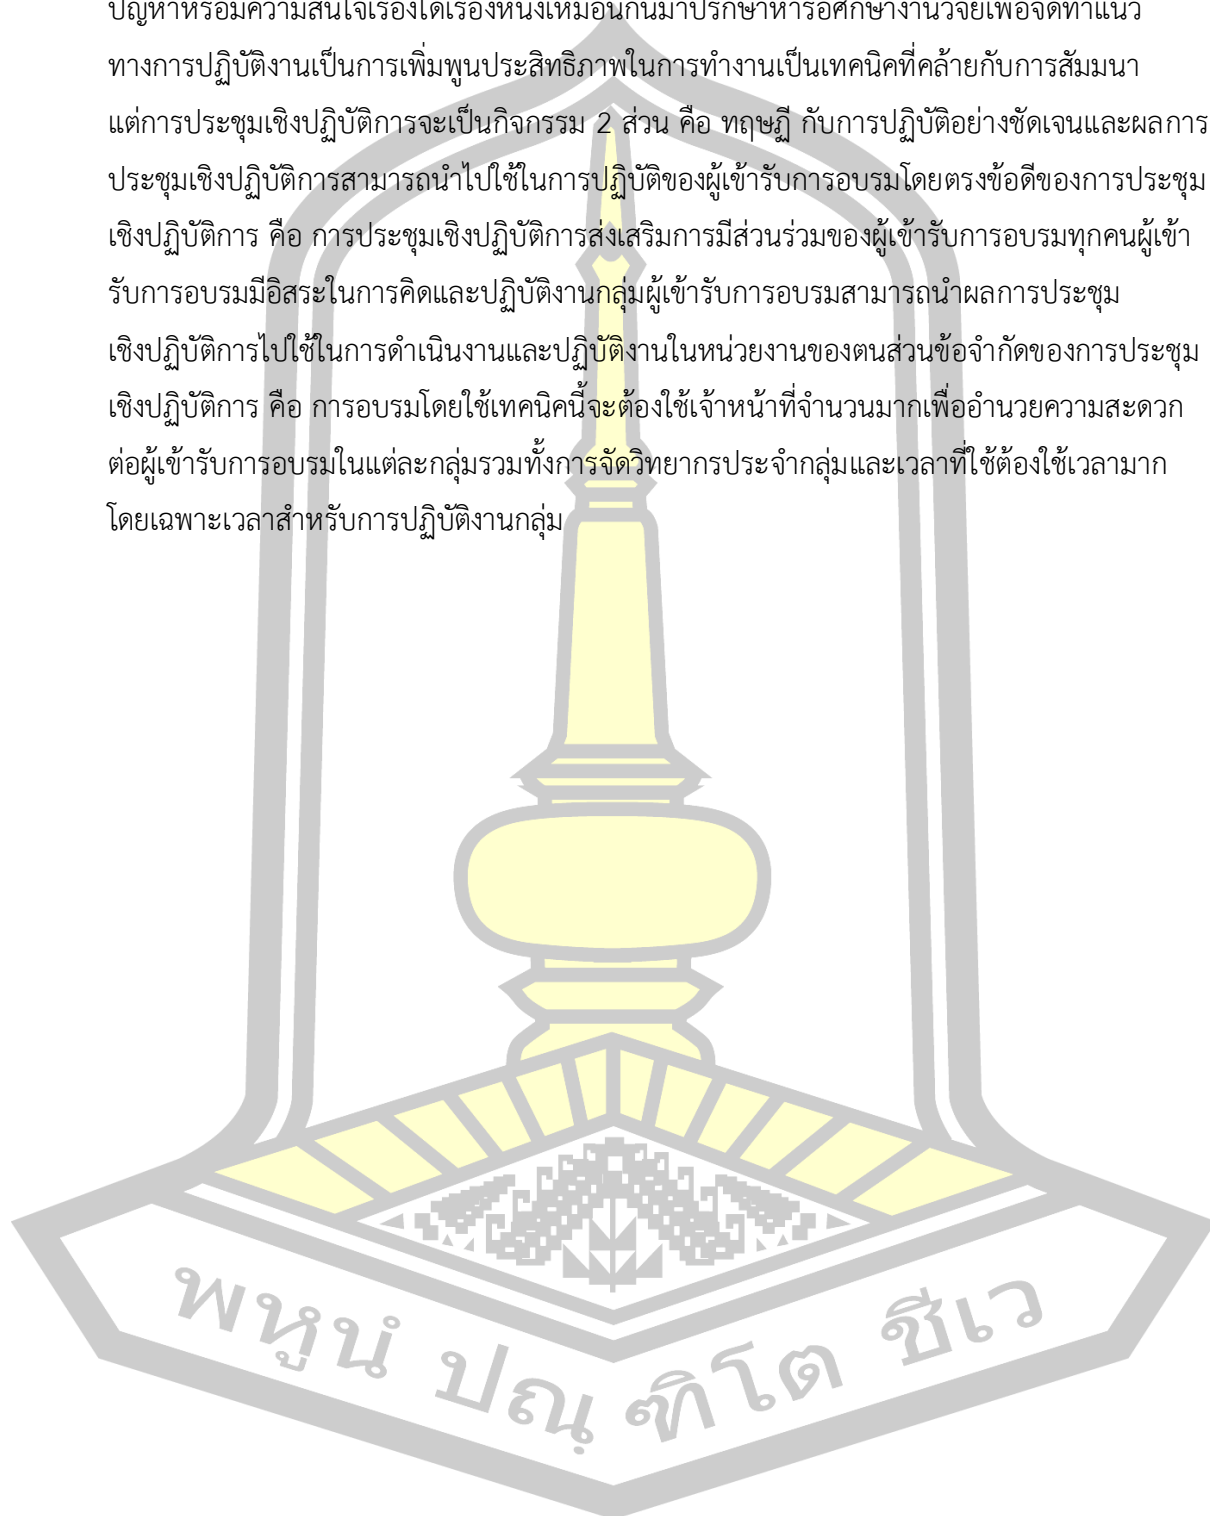 ปัญหาหรือมีความสนใจเรื่องใดเรื่องหนึ่งเหมือนกันมาปรึกษาหารือศึกษางานวิจัยเพื่อจัดทำแนว
ทางการปฏิบัติงานเป็นการเพิ่มพูนประสิทธิภาพในการทำงานเป็นเทคนิคที่คล้ายกับการสัมมนา
แต่การประชุมเชิงปฏิบัติการจะเป็นกิจกรรม 2 ส่วน คือ ทฤษฎี กับการปฏิบัติอย่างชัดเจนและผลการ
ประชุมเชิงปฏิบัติการสามารถนำไปใช้ในการปฏิบัติของผู้เข้ารับการอบรมโดยตรงข้อดีของการประชุม
เชิงปฏิบัติการ คือ การประชุมเชิงปฏิบัติการส่งเสริมการมีส่วนร่วมของผู้เข้ารับการอบรมทุกคนผู้เข้า
รับการอบรมมีอิสระในการคิดและปฏิบัติงานกลุ่มผู้เข้ารับการอบรมสามารถนำผลการประชุม
เชิงปฏิบัติการไปใช้ในการดำเนินงานและปฏิบัติงานในหน่วยงานของตนส่วนข้อจำกัดของการประชุม
เชิงปฏิบัติการ คือ การอบรมโดยใช้เทคนิคนี้จะต้องใช้เจ้าหน้าที่จำนวนมากเพื่ออำนวยความสะดวก
ต่อผู้เข้ารับการอบรมในแต่ละกลุ่มรวมทั้งการจัดวิทยากรประจำกลุ่มและเวลาที่ใช้ต้องใช้เวลามาก
โดยเฉพาะเวลาสำหรับการปฏิบัติงานกลุ่ม
พหูนํ ปณฺฑิโต ชีเว